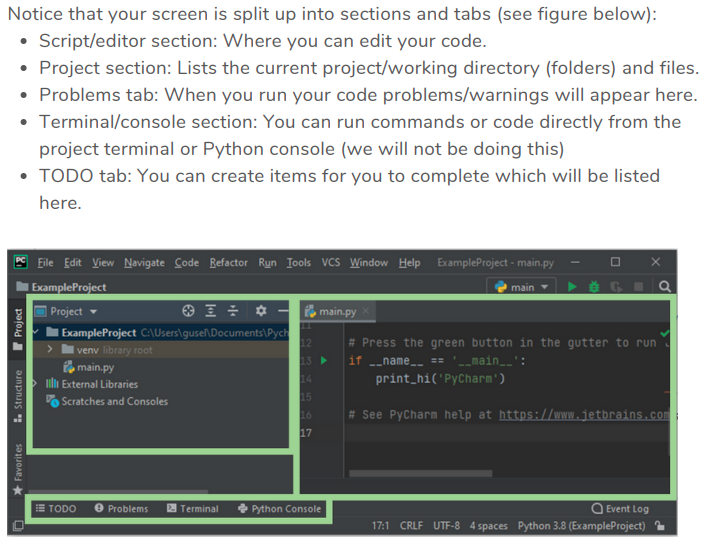 Notice that your screen is split up into sections and tabs (see figure below):
• Script/editor section: Where you can edit your code.
• Project section: Lists the current project/working directory (folders) and files.
• Problems tab: When you run your code problems/warnings will appear here.
• Terminal/console section: You can run commands or code directly from the
project terminal or Python console (we will not be doing this)
• TODO tab: You can create items for you to complete which will be listed
here.
PC File Edit View Navigate Code Refactor Run Tools VCS Window Help ExampleProject - main.py
ExampleProject main
Project
Structure
Favorites
Project
ExampleProject C:\Users\gusel\Documents\Pych
venv library root
main.py
External Libraries
Scratches and Consoles
main.py
11
12 # Press the green button in the gutter to run
13 if __name__ == '__main__':
14 print_hi('PyCharm')
15
16 # See PyCharm help at https://www.jetbrains.com
17
TODO Problems Terminal Python Console Event Log
17:1 CRLF UTF-8 4 spaces Python 3.8 (ExampleProject)